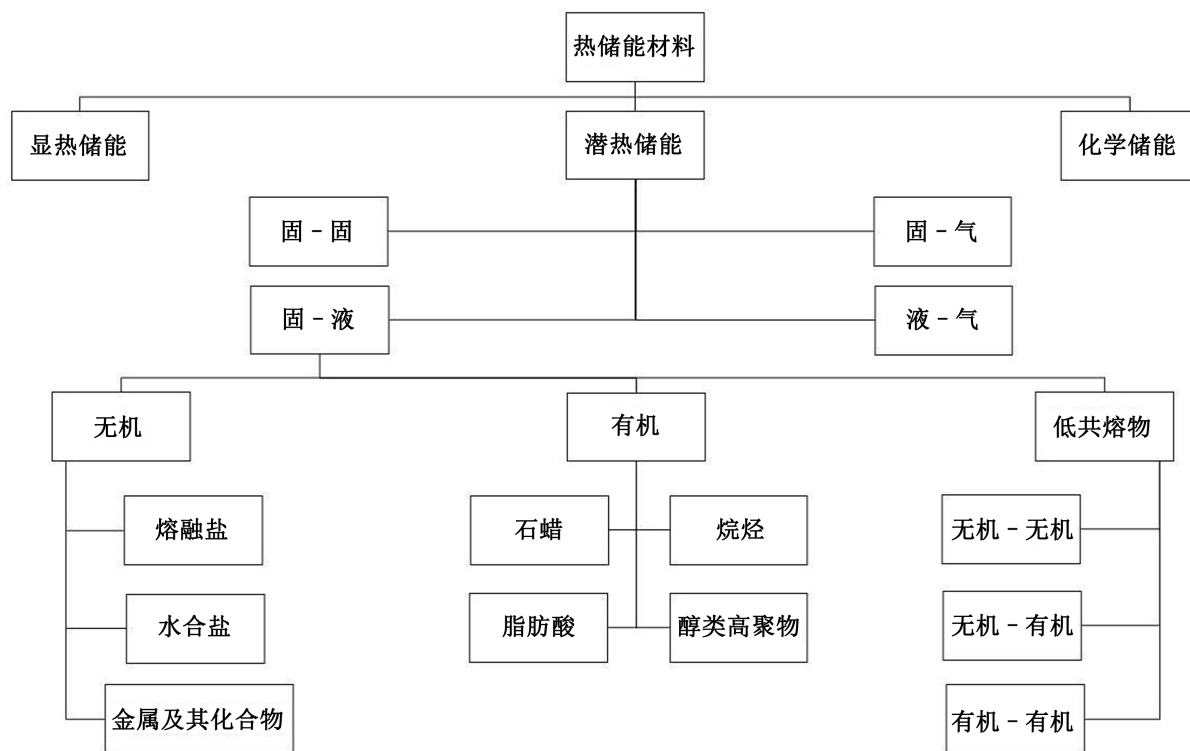 热储能材料
显热储能
潜热储能
化学储能
固-固
固-气
固-液
液-气
无机
有机
低共熔物
熔融盐
石蜡
烷烃
无机-无机
水合盐
脂肪酸
醇类高聚物
无机-有机
金属及其化合物
有机-有机